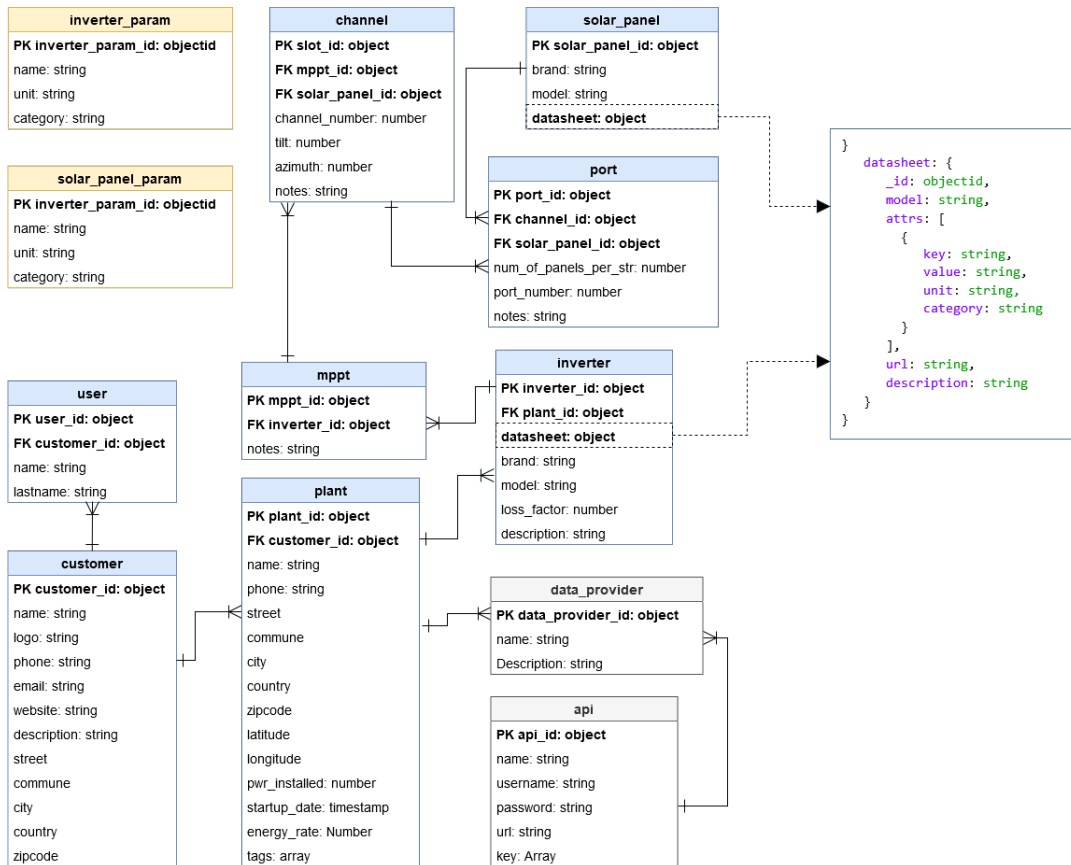 inverter_param
PK inverter_param_id: objectid
name: string
unit: string
category: string
solar_panel_param
PK inverter_param_id: objectid
name: string
unit: string
category: string
channel
PK slot_id: object
FK mppt_id: object
FK solar_panel_id: object
channel_number: number
tilt: number
azimuth: number
notes: string
solar_panel
PK solar_panel_id: object
brand: string
model: string
datasheet: object
port
PK port_id: object
FK channel_id: object
FK solar_panel_id: object
num_of_panels_per_str: number
port_number: number
notes: string
}
datasheet: {
_id: objectid,
model: string,
attrs: [
{
key: string,
value: string,
unit: string,
category: string
}
],
url: string,
description: string
}
}
user
PK user_id: object
FK customer_id: object
name: string
lastname: string
mppt
PK mppt_id: object
FK inverter_id: object
notes: string
inverter
PK inverter_id: object
FK plant_id: object
datasheet: object
brand: string
model: string
loss_factor: number
description: string
customer
PK customer_id: object
name: string
logo: string
phone: string
email: string
website: string
description: string
street
commune
city
country
zipcode
plant
PK plant_id: object
FK customer_id: object
name: string
phone: string
street
commune
city
country
zipcode
latitude
longitude
pwr_installed: number
startup_date: timestamp
energy_rate: Number
tags: array
data_provider
PK data_provider_id: object
name: string
Description: string
api
PK api_id: object
name: string
username: string
password: string
url: string
key: Array